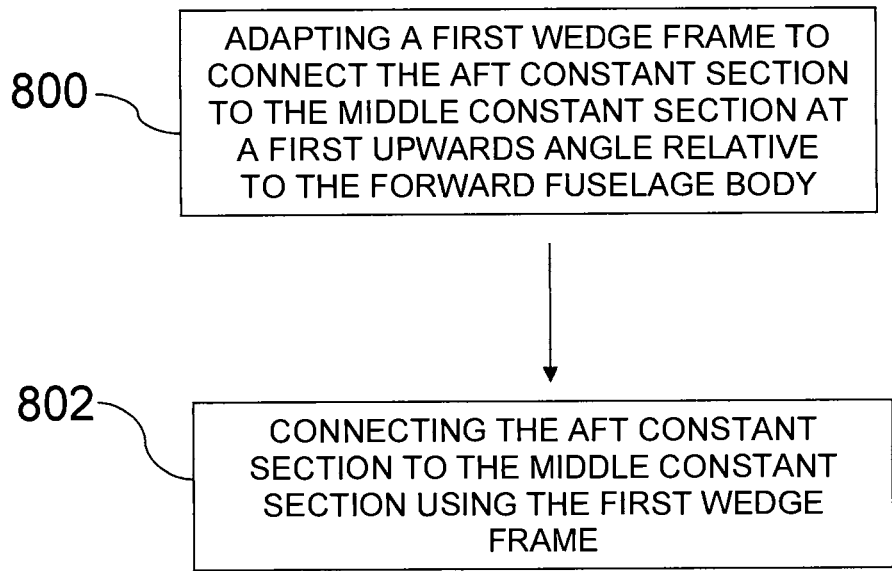 800
ADAPTING A FIRST WEDGE FRAME TO
CONNECT THE AFT CONSTANT SECTION
TO THE MIDDLE CONSTANT SECTION AT
A FIRST UPWARDS ANGLE RELATIVE
TO THE FORWARD FUSELAGE BODY
802
CONNECTING THE AFT CONSTANT
SECTION TO THE MIDDLE CONSTANT
SECTION USING THE FIRST WEDGE
FRAME